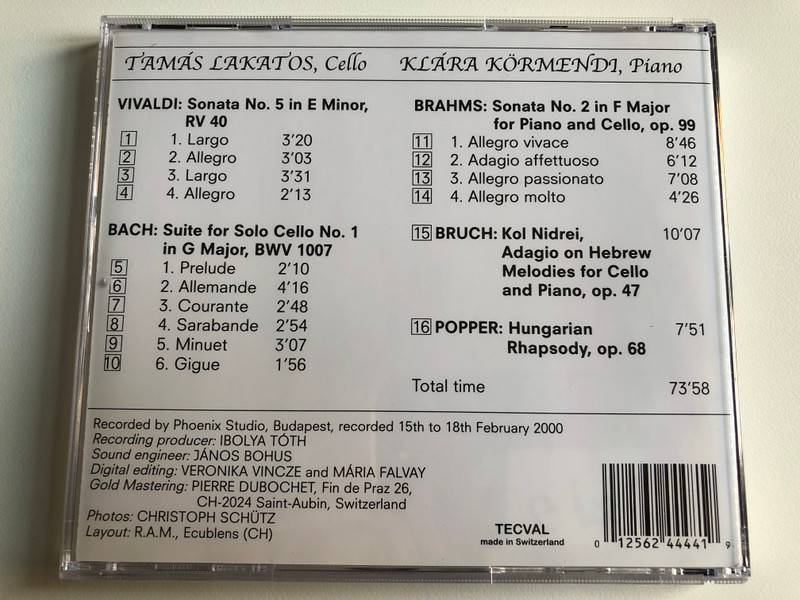 TAMÁS LAKATOS, Cello KLÁRA KÖRMENDI, Piano
VIVALDI: Sonata No. 5 in E Minor,
RV 40
1 1. Largo 3'20
2 2. Allegro 3'03
3 3. Largo 3'31
4 4. Allegro 2'13
BACH: Suite for Solo Cello No. 1
in G Major, BWV 1007
5 1. Prelude 2'10
6 2. Allemande 4'16
7 3. Courante 2'48
8 4. Sarabande 2'54
9 5. Minuet 3'07
10 6. Gigue 1'56
BRAHMS: Sonata No. 2 in F Major
for Piano and Cello, op. 99
11 1. Allegro vivace 8'46
12 2. Adagio affettuoso 6'12
13 3. Allegro passionato 7'08
14 4. Allegro molto 4'26
15 BRUCH: Kol Nidrei, 10'07
Adagio on Hebrew
Melodies for Cello
and Piano, op. 47
16 POPPER: Hungarian 7'51
Rhapsody, op. 68
Total time 73'58
Recorded by Phoenix Studio, Budapest, recorded 15th to 18th February 2000
Recording producer: IBOLYA TÓTH
Sound engineer: JÁNOS BOHUS
Digital editing: VERONIKA VINCZE and MÁRIA FALVAY
Gold Mastering: PIERRE DUBOCHET, Fin de Praz 26,
CH-2024 Saint-Aubin, Switzerland
Photos: CHRISTOPH SCHÜTZ
Layout: R.A.M., Ecublens (CH)
TECVAL
made in Switzerland
0 12562 44441 9